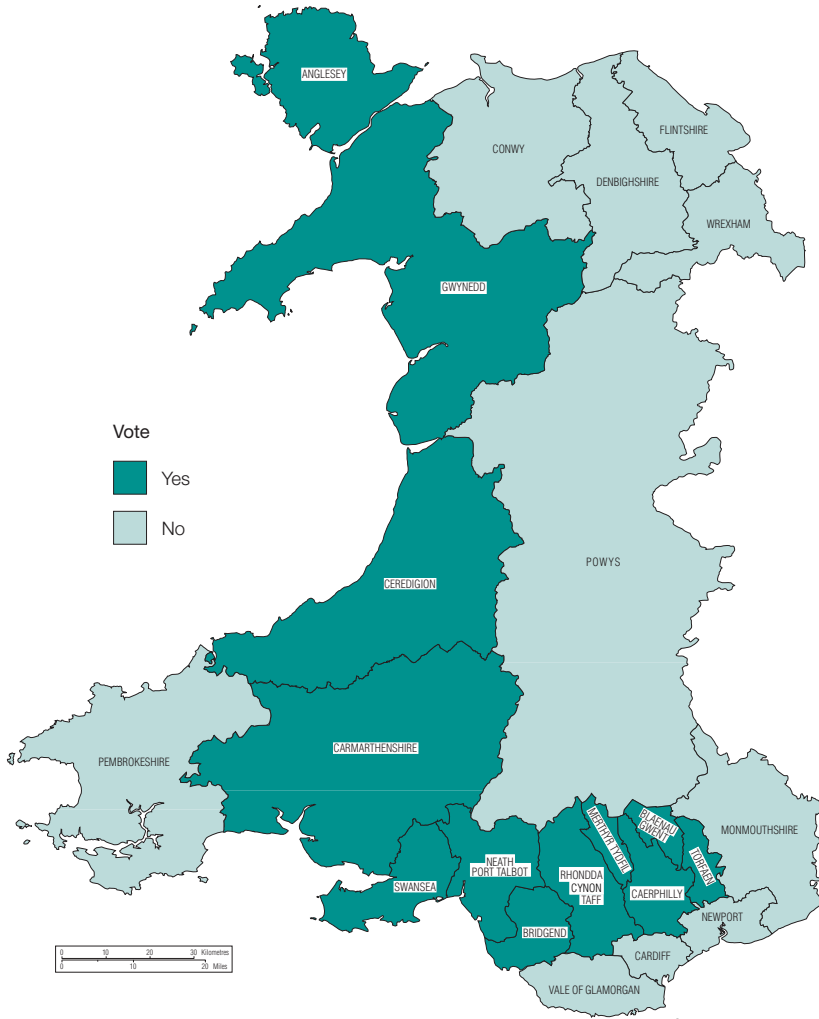 ANGLESEY
CONWY
FLINTSHIRE
DENBIGHSHIRE
WREXHAM
GWYNEDD
Vote
Yes
No
CEREDIGION
POWYS
PEMBROKESHIRE
CARMARTHENSHIRE
SWANSEA
NEATH
PORT TALBOT
BRIDGEND
RHONDDA
CYNON
TAFF
MERTHYR TYDFIL
CAERPHILLY
BLAENAU
GWENT
TORFAEN
MONMOUTHSHIRE
NEWPORT
CARDIFF
VALE OF GLAMORGAN
0 10 20 30 Kilometres
0 10 20 Miles